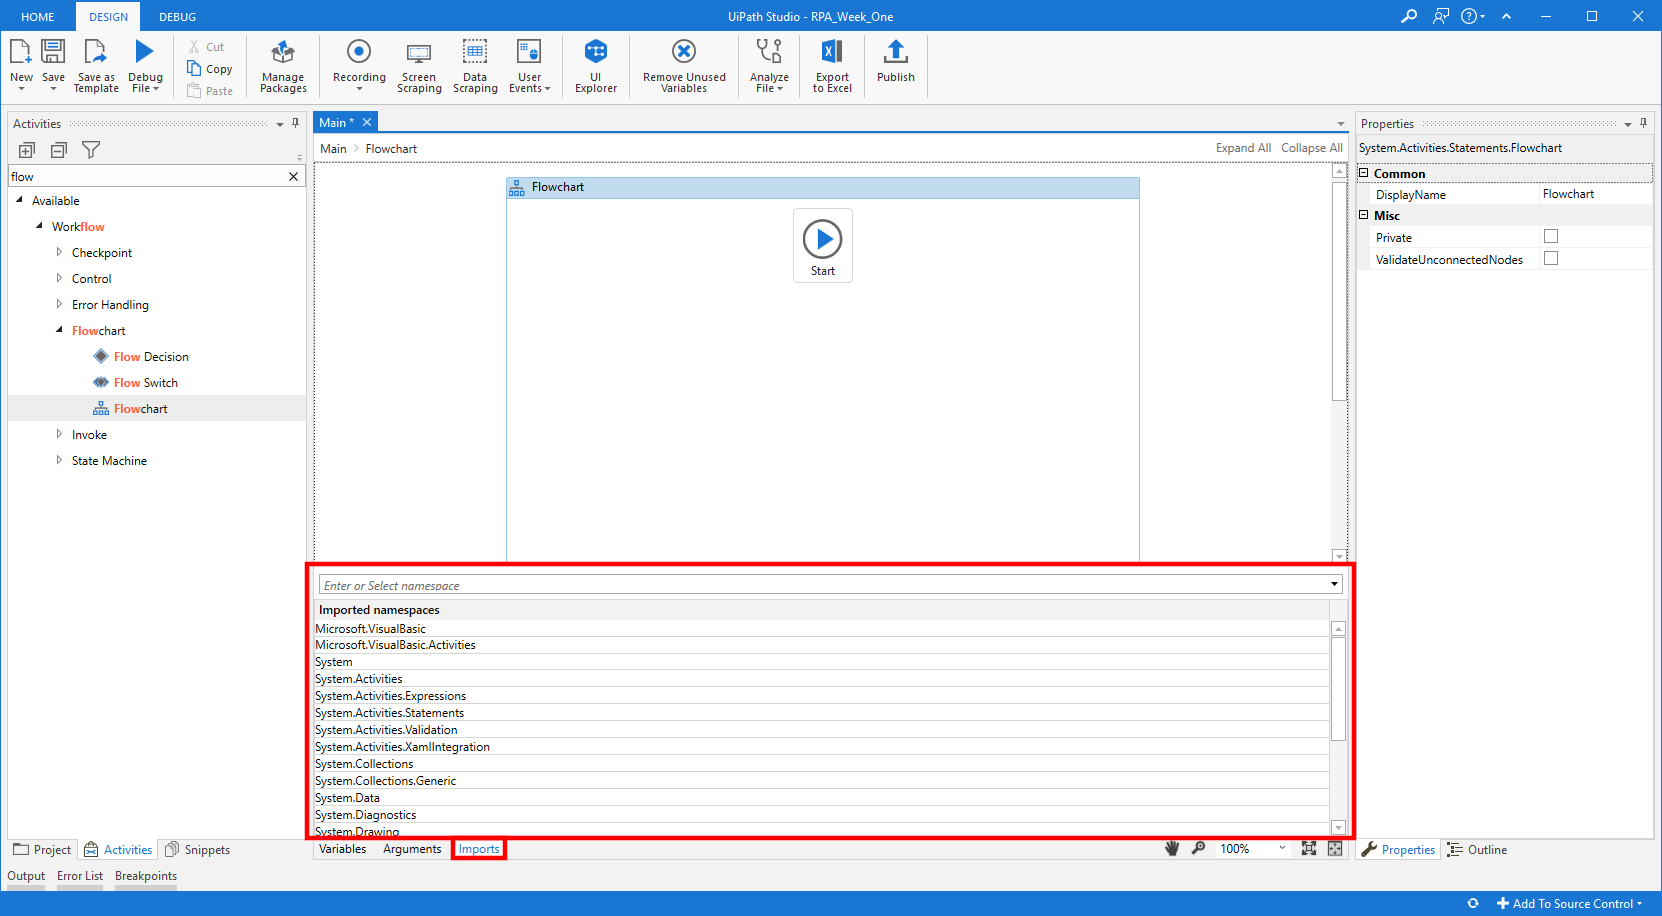 HOME DESIGN DEBUG UiPath Studio - RPA_Week_One
New Save Save as Template Debug File Cut Copy Paste Manage Packages Recording Screen Scraping Data Scraping User Events UI Explorer Remove Unused Variables Analyze File Export to Excel Publish
Activities
flow
Available
Workflow
Checkpoint
Control
Error Handling
Flowchart
Flow Decision
Flow Switch
Flowchart
Invoke
State Machine
Project Activities Snippets
Main *
Main Flowchart Expand All Collapse All
Flowchart
Start
Enter or Select namespace
Imported namespaces
Microsoft.VisualBasic
Microsoft.VisualBasic.Activities
System
System.Activities
System.Activities.Expressions
System.Activities.Statements
System.Activities.Validation
System.Activities.XamlIntegration
System.Collections
System.Collections.Generic
System.Data
System.Diagnostics
System.Drawing
Variables Arguments Imports 100%
Properties
System.Activities.Statements.Flowchart
Common
DisplayName Flowchart
Misc
Private
ValidateUnconnectedNodes
Properties Outline
Output Error List Breakpoints
Add To Source Control